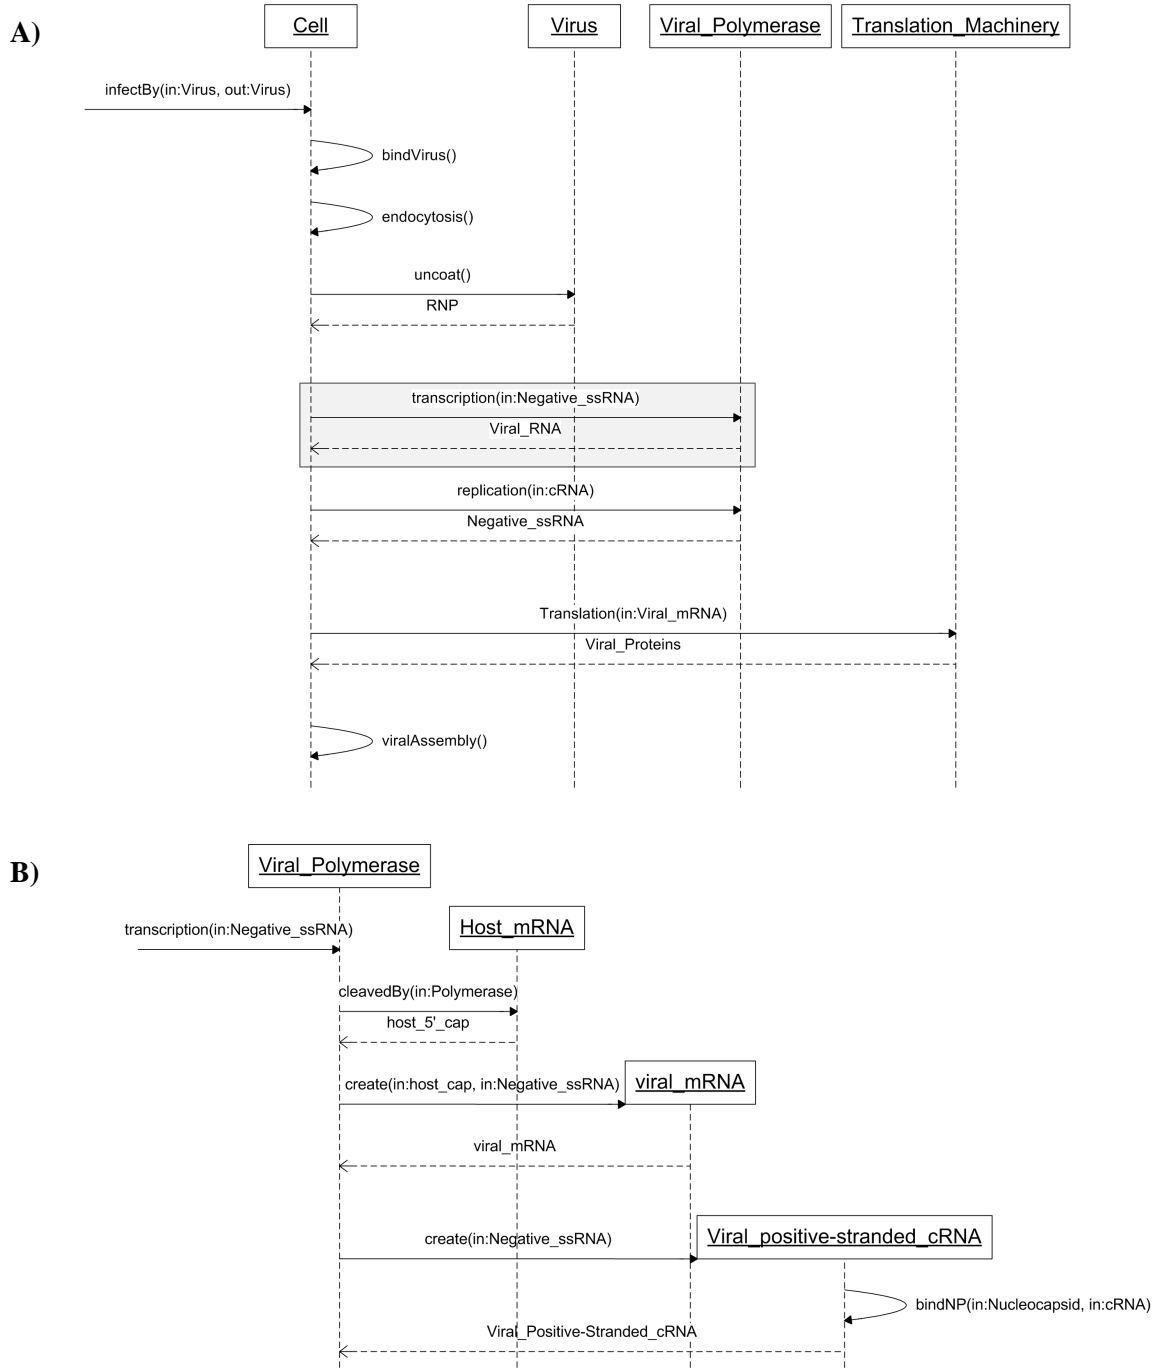 A)
Cell
Virus
Viral_Polymerase
Translation_Machinery
infectBy(in:Virus, out:Virus)
bindVirus()
endocytosis()
uncoat()
RNP
transcription(in:Negative_ssRNA)
Viral_RNA
replication(in:cRNA)
Negative_ssRNA
Translation(in:Viral_mRNA)
Viral_Proteins
viralAssembly()
B)
Viral_Polymerase
transcription(in:Negative_ssRNA)
Host_mRNA
cleavedBy(in:Polymerase)
host_5'_cap
create(in:host_cap, in:Negative_ssRNA)
viral_mRNA
viral_mRNA
create(in:Negative_ssRNA)
Viral_positive-stranded_cRNA
bindNP(in:Nucleocapsid, in:cRNA)
Viral_Positive-Stranded_cRNA